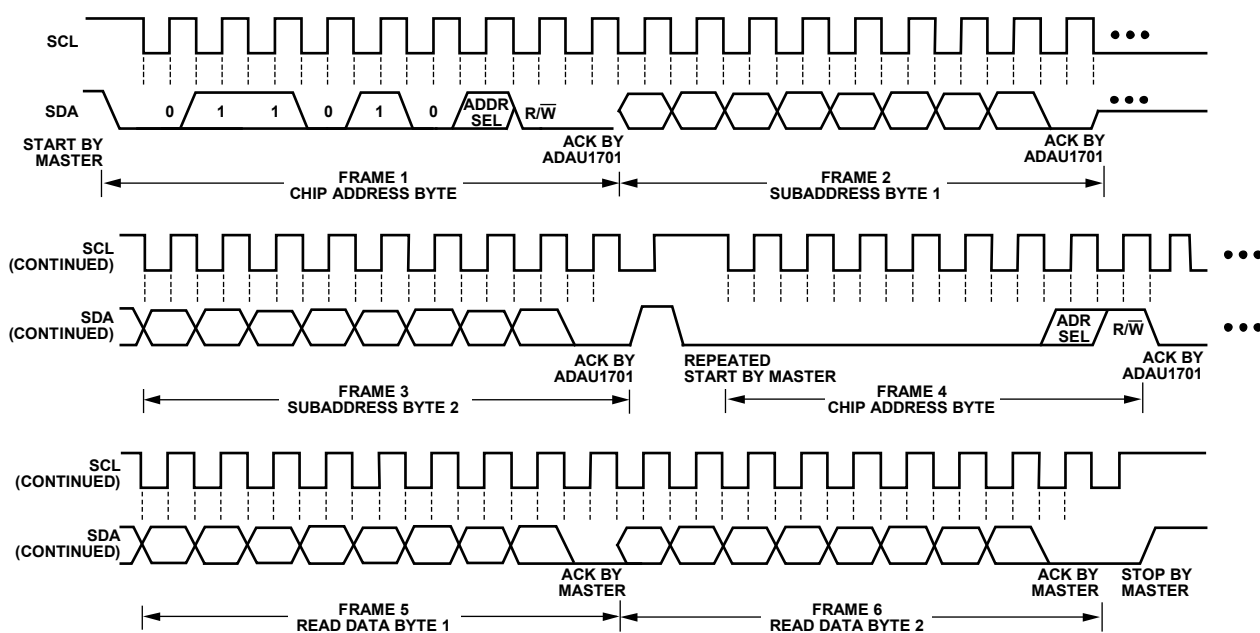 SCL
SDA
0 1 1 0 1 0 ADDR SEL R/W̅
START BY MASTER
ACK BY ADAU1701
ACK BY ADAU1701
FRAME 1
CHIP ADDRESS BYTE
FRAME 2
SUBADDRESS BYTE 1
SCL
(CONTINUED)
SDA
(CONTINUED)
ADR SEL R/W̅
ACK BY ADAU1701
REPEATED
START BY MASTER
ACK BY ADAU1701
FRAME 3
SUBADDRESS BYTE 2
FRAME 4
CHIP ADDRESS BYTE
SCL
(CONTINUED)
SDA
(CONTINUED)
ACK BY MASTER
ACK BY MASTER
STOP BY MASTER
FRAME 5
READ DATA BYTE 1
FRAME 6
READ DATA BYTE 2